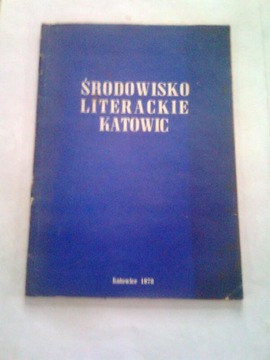 ŚRODOWISKO
LITERACKIE
KATOWIC
Katowice 1978